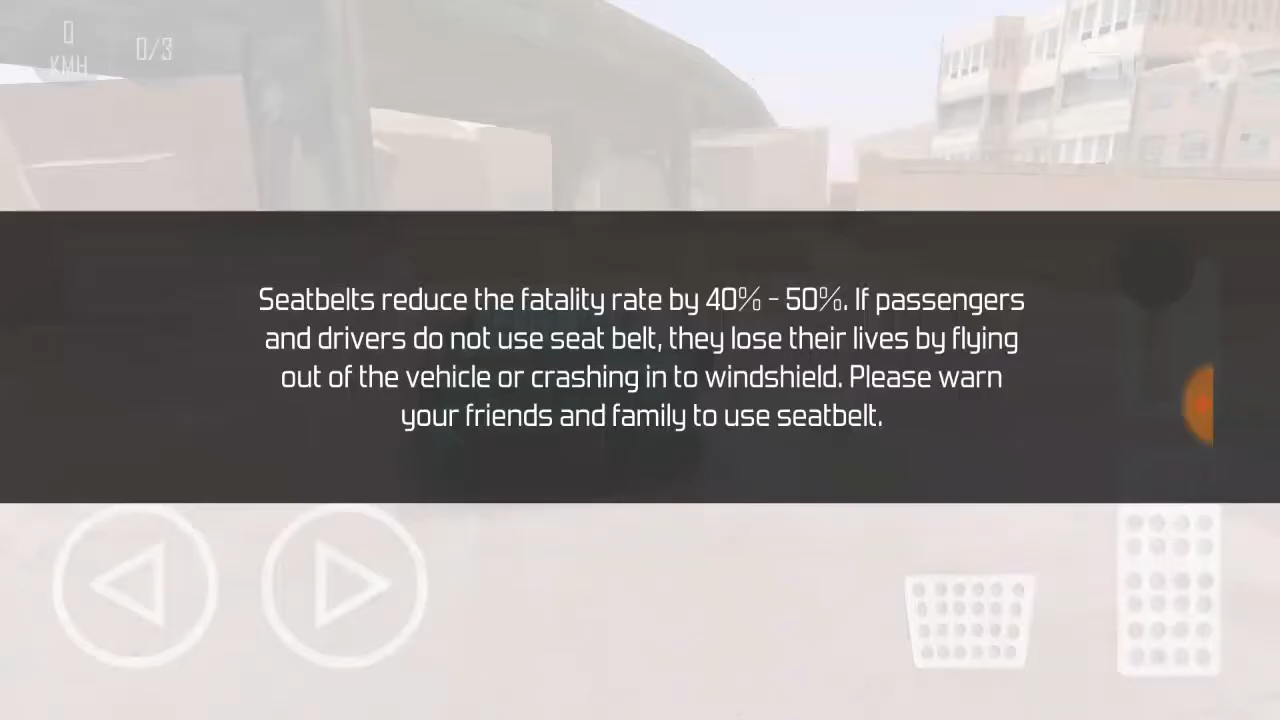 0
KMH
0/3
Seatbelts reduce the fatality rate by 40% - 50%. If passengers
and drivers do not use seat belt, they lose their lives by flying
out of the vehicle or crashing in to windshield. Please warn
your friends and family to use seatbelt.